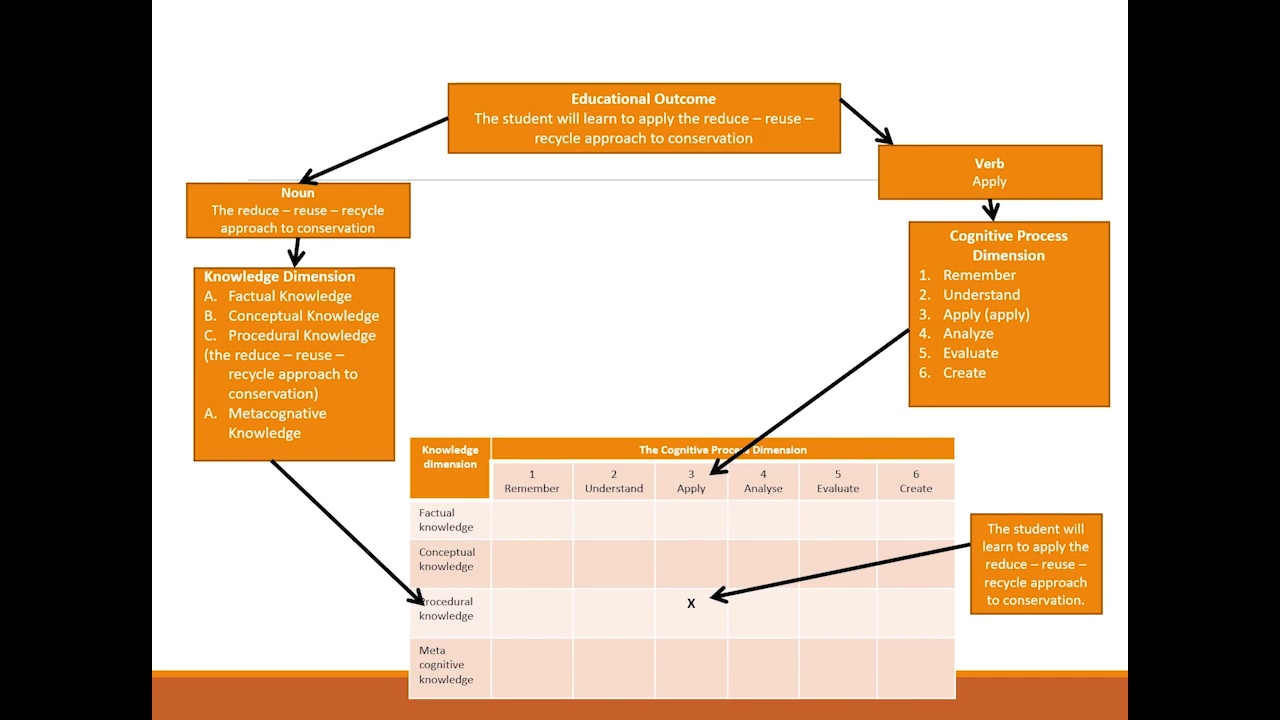 Educational Outcome
The student will learn to apply the reduce – reuse –
recycle approach to conservation
Verb
Apply
Noun
The reduce – reuse – recycle
approach to conservation
Cognitive Process
Dimension
1. Remember
2. Understand
3. Apply (apply)
4. Analyze
5. Evaluate
6. Create
Knowledge Dimension
A. Factual Knowledge
B. Conceptual Knowledge
C. Procedural Knowledge
(the reduce – reuse –
recycle approach to
conservation)
A. Metacognative
Knowledge
Knowledge
dimension
The Cognitive Process Dimension
1
Remember
2
Understand
3
Apply
4
Analyse
5
Evaluate
6
Create
Factual
knowledge
Conceptual
knowledge
Procedural
knowledge
X
Meta
cognitive
knowledge
The student will
learn to apply the
reduce – reuse –
recycle approach
to conservation.